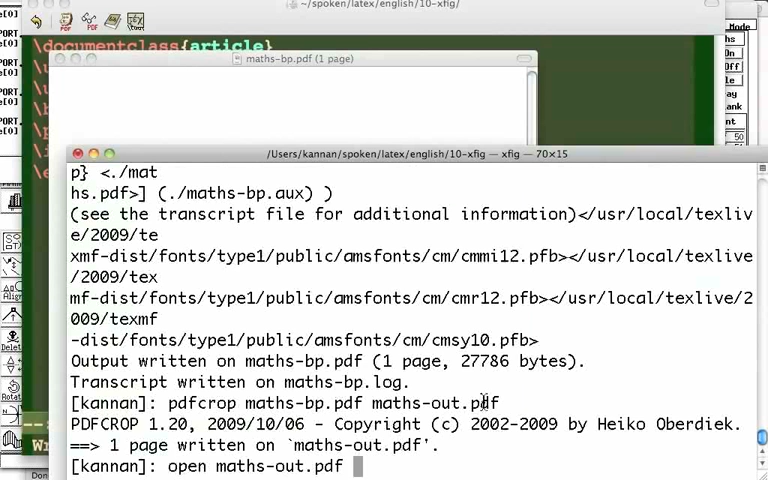 ~/spoken/latex/english/10-xfig/
\documentclass{article}
maths-bp.pdf (1 page)
/Users/kannan/spoken/latex/english/10-xfig — xfig — 70×15
p} <./mat
hs.pdf>] (./maths-bp.aux) )
(see the transcript file for additional information)</usr/local/texliv
e/2009/te
xmf-dist/fonts/type1/public/amsfonts/cm/cmmi12.pfb></usr/local/texlive
/2009/tex
mf-dist/fonts/type1/public/amsfonts/cm/cmr12.pfb></usr/local/texlive/2
009/texmf
-dist/fonts/type1/public/amsfonts/cm/cmsy10.pfb>
Output written on maths-bp.pdf (1 page, 27786 bytes).
Transcript written on maths-bp.log.
[kannan]: pdfcrop maths-bp.pdf maths-out.pdf
PDFCROP 1.20, 2009/10/06 - Copyright (c) 2002-2009 by Heiko Oberdiek.
==> 1 page written on `maths-out.pdf'.
[kannan]: open maths-out.pdf
Mode